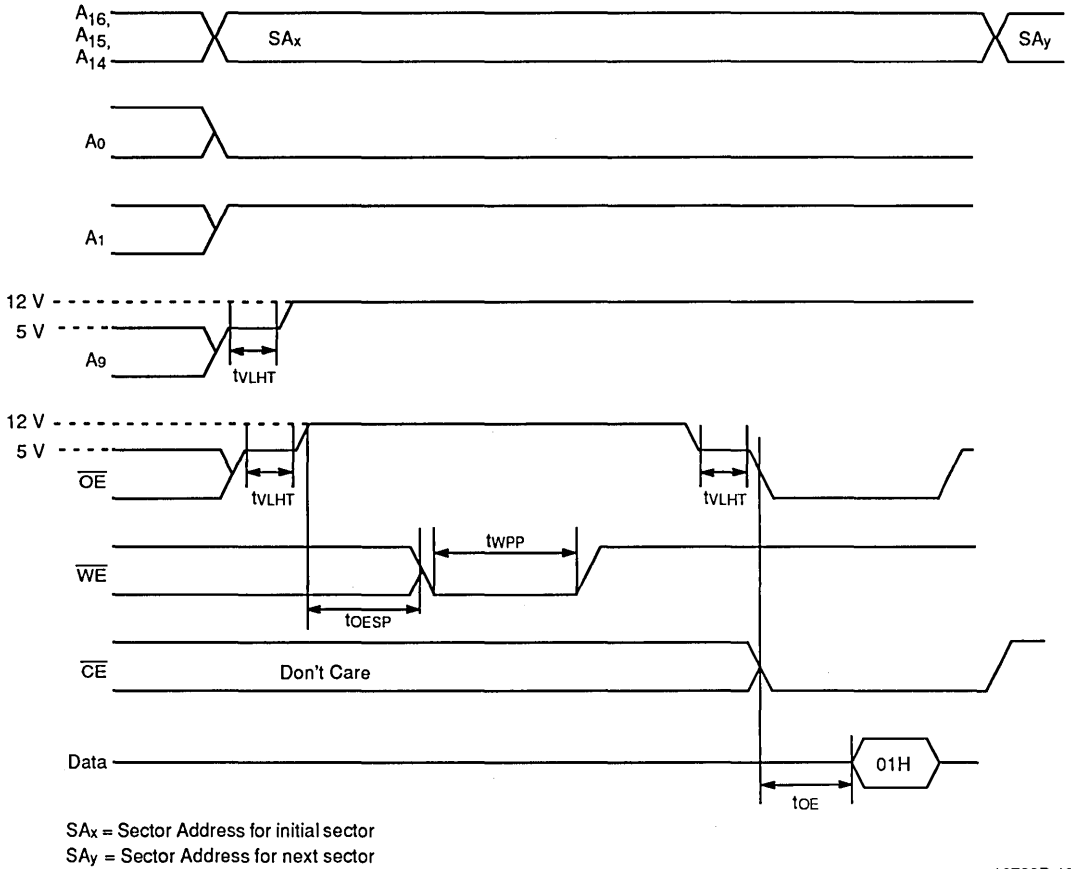 A16,
A15,
A14
SAx
SAy
A0
A1
12 V
5 V
A9
tVLHT
12 V
5 V
OE
tVLHT
tVLHT
tWPP
WE
tOESP
CE
Don't Care
Data
01H
tOE
SAx = Sector Address for initial sector
SAy = Sector Address for next sector